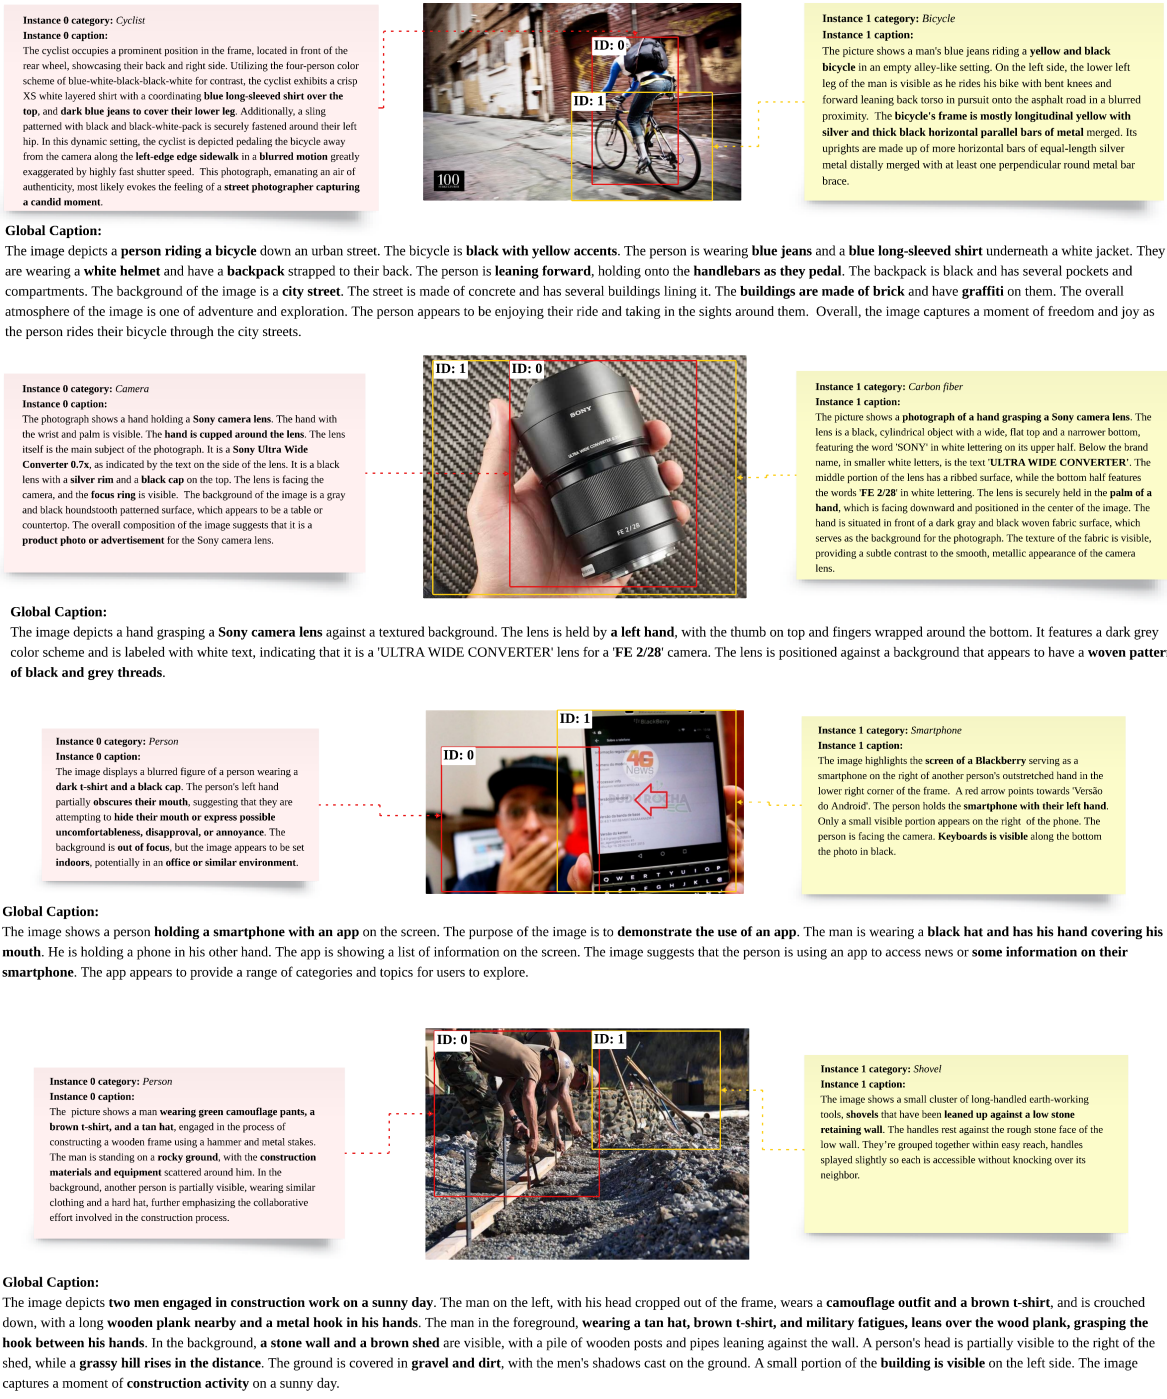 Instance 0 category: Cyclist
Instance 0 caption:
The cyclist occupies a prominent position in the frame, located in front of the
rear wheel, showcasing their back and right side. Utilizing the four-person color
scheme of blue-white-black-black-white for contrast, the cyclist exhibits a crisp
XS white layered shirt with a coordinating blue long-sleeved shirt over the
top, and dark blue jeans to cover their lower leg. Additionally, a sling
patterned with black and black-white-pack is securely fastened around their left
hip. In this dynamic setting, the cyclist is depicted pedaling the bicycle away
from the camera along the left-edge edge sidewalk in a blurred motion greatly
exaggerated by highly fast shutter speed. This photograph, emanating an air of
authenticity, most likely evokes the feeling of a street photographer capturing
a candid moment.
ID: 0
ID: 1
100
Instance 1 category: Bicycle
Instance 1 caption:
The picture shows a man's blue jeans riding a yellow and black
bicycle in an empty alley-like setting. On the left side, the lower left
leg of the man is visible as he rides his bike with bent knees and
forward leaning back torso in pursuit onto the asphalt road in a blurred
proximity. The bicycle's frame is mostly longitudinal yellow with
silver and thick black horizontal parallel bars of metal merged. Its
uprights are made up of more horizontal bars of equal-length silver
metal distally merged with at least one perpendicular round metal bar
brace.
Global Caption:
The image depicts a person riding a bicycle down an urban street. The bicycle is black with yellow accents. The person is wearing blue jeans and a blue long-sleeved shirt underneath a white jacket. They
are wearing a white helmet and have a backpack strapped to their back. The person is leaning forward, holding onto the handlebars as they pedal. The backpack is black and has several pockets and
compartments. The background of the image is a city street. The street is made of concrete and has several buildings lining it. The buildings are made of brick and have graffiti on them. The overall
atmosphere of the image is one of adventure and exploration. The person appears to be enjoying their ride and taking in the sights around them. Overall, the image captures a moment of freedom and joy as
the person rides their bicycle through the city streets.
Instance 0 category: Camera
Instance 0 caption:
The photograph shows a hand holding a Sony camera lens. The hand with
the wrist and palm is visible. The hand is cupped around the lens. The lens
itself is the main subject of the photograph. It is a Sony Ultra Wide
Converter 0.7x, as indicated by the text on the side of the lens. It is a black
lens with a silver rim and a black cap on the top. The lens is facing the
camera, and the focus ring is visible. The background of the image is a gray
and black houndstooth patterned surface, which appears to be a table or
countertop. The overall composition of the image suggests that it is a
product photo or advertisement for the Sony camera lens.
ID: 1
ID: 0
SONY
ULTRA WIDE CONVERTER
FE 2/28
Instance 1 category: Carbon fiber
Instance 1 caption:
The picture shows a photograph of a hand grasping a Sony camera lens. The
lens is a black, cylindrical object with a wide, flat top and a narrower bottom,
featuring the word 'SONY' in white lettering on its upper half. Below the brand
name, in smaller white letters, is the text 'ULTRA WIDE CONVERTER'. The
middle portion of the lens has a ribbed surface, while the bottom half features
the words 'FE 2/28' in white lettering. The lens is securely held in the palm of a
hand, which is facing downward and positioned in the center of the image. The
hand is situated in front of a dark gray and black woven fabric surface, which
serves as the background for the photograph. The texture of the fabric is visible,
providing a subtle contrast to the smooth, metallic appearance of the camera
lens.
Global Caption:
The image depicts a hand grasping a Sony camera lens against a textured background. The lens is held by a left hand, with the thumb on top and fingers wrapped around the bottom. It features a dark grey
color scheme and is labeled with white text, indicating that it is a 'ULTRA WIDE CONVERTER' lens for a 'FE 2/28' camera. The lens is positioned against a background that appears to have a woven patter
of black and grey threads.
Instance 0 category: Person
Instance 0 caption:
The image displays a blurred figure of a person wearing a
dark t-shirt and a black cap. The person's left hand
partially obscures their mouth, suggesting that they are
attempting to hide their mouth or express possible
uncomfortableness, disapproval, or annoyance. The
background is out of focus, but the image appears to be set
indoors, potentially in an office or similar environment.
ID: 1
ID: 0
BlackBerry
4G
News
Versão do kernel
QWERTYUIOP
ASDFGHJKL
Instance 1 category: Smartphone
Instance 1 caption:
The image highlights the screen of a Blackberry serving as a
smartphone on the right of another person's outstretched hand in the
lower right corner of the frame. A red arrow points towards 'Versão
do Android'. The person holds the smartphone with their left hand.
Only a small visible portion appears on the right of the phone. The
person is facing the camera. Keyboards is visible along the bottom
the photo in black.
Global Caption:
The image shows a person holding a smartphone with an app on the screen. The purpose of the image is to demonstrate the use of an app. The man is wearing a black hat and has his hand covering his
mouth. He is holding a phone in his other hand. The app is showing a list of information on the screen. The image suggests that the person is using an app to access news or some information on their
smartphone. The app appears to provide a range of categories and topics for users to explore.
Instance 0 category: Person
Instance 0 caption:
The picture shows a man wearing green camouflage pants, a
brown t-shirt, and a tan hat, engaged in the process of
constructing a wooden frame using a hammer and metal stakes.
The man is standing on a rocky ground, with the construction
materials and equipment scattered around him. In the
background, another person is partially visible, wearing similar
clothing and a hard hat, further emphasizing the collaborative
effort involved in the construction process.
ID: 0
ID: 1
Instance 1 category: Shovel
Instance 1 caption:
The image shows a small cluster of long-handled earth-working
tools, shovels that have been leaned up against a low stone
retaining wall. The handles rest against the rough stone face of the
low wall. They're grouped together within easy reach, handles
splayed slightly so each is accessible without knocking over its
neighbor.
Global Caption:
The image depicts two men engaged in construction work on a sunny day. The man on the left, with his head cropped out of the frame, wears a camouflage outfit and a brown t-shirt, and is crouched
down, with a long wooden plank nearby and a metal hook in his hands. The man in the foreground, wearing a tan hat, brown t-shirt, and military fatigues, leans over the wood plank, grasping the
hook between his hands. In the background, a stone wall and a brown shed are visible, with a pile of wooden posts and pipes leaning against the wall. A person's head is partially visible to the right of the
shed, while a grassy hill rises in the distance. The ground is covered in gravel and dirt, with the men's shadows cast on the ground. A small portion of the building is visible on the left side. The image
captures a moment of construction activity on a sunny day.